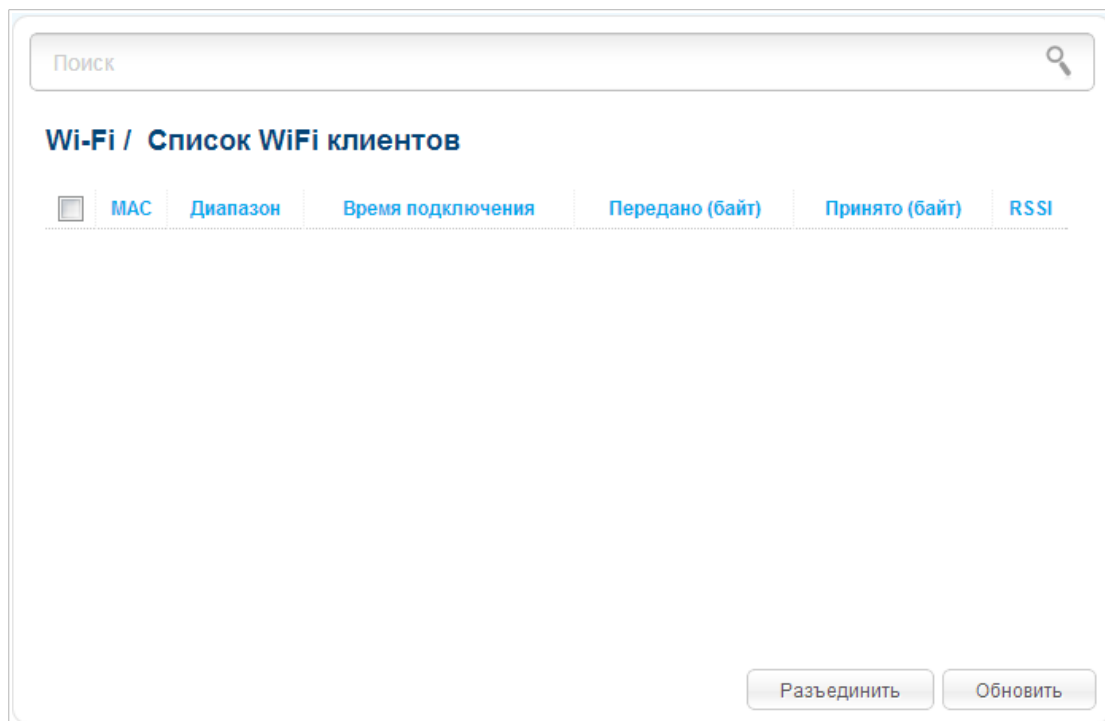 Поиск
Wi-Fi / Список WiFi клиентов
MAC Диапазон Время подключения Передано (байт) Принято (байт) RSSI
Разъединить Обновить